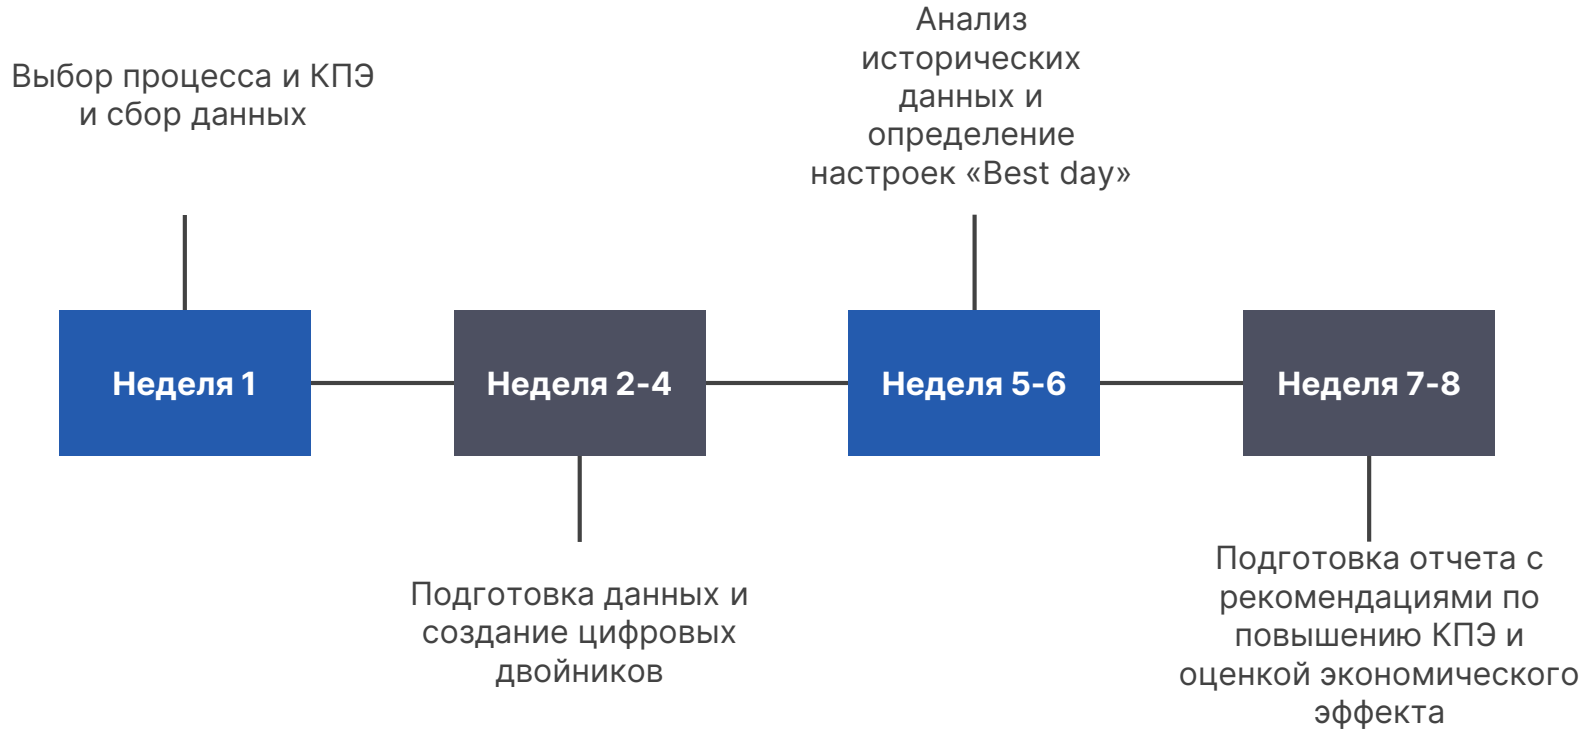 Выбор процесса и КПЭ
и сбор данных
Анализ
исторических
данных и
определение
настроек «Best day»
Неделя 1
Неделя 2-4
Неделя 5-6
Неделя 7-8
Подготовка данных и
создание цифровых
двойников
Подготовка отчета с
рекомендациями по
повышению КПЭ и
оценкой экономического
эффекта